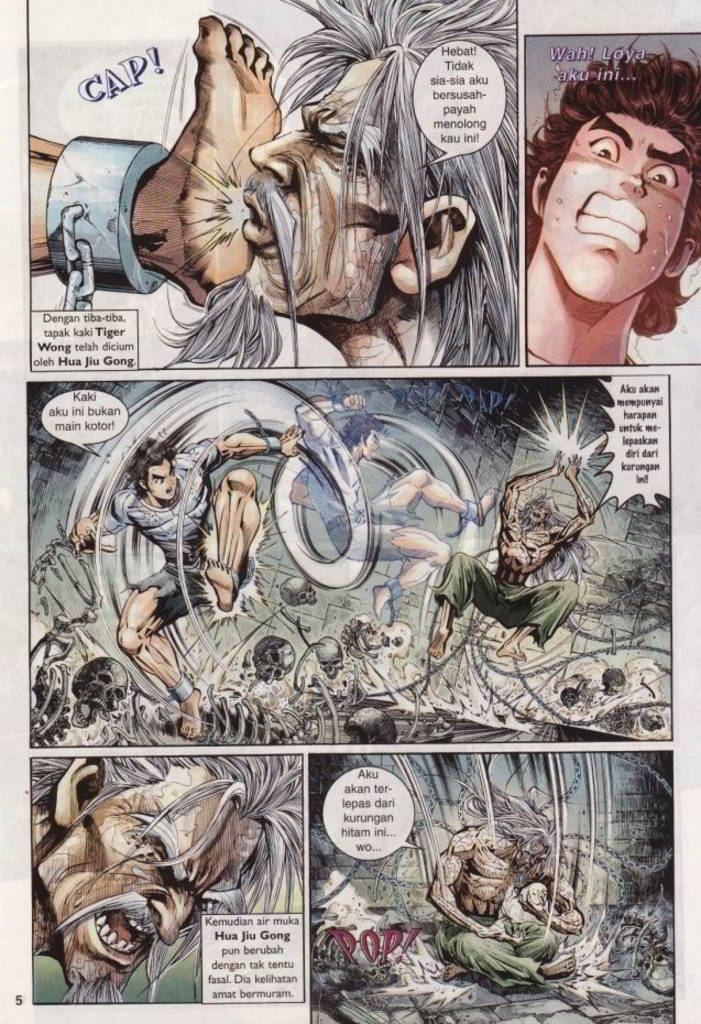 CAP!
Hebat!
Tidak
sia-sia aku
bersusah-
payah
menolong
kau ini!
Dengan tiba-tiba,
tapak kaki Tiger
Wong telah dicium
oleh Hua Jiu Gong.
Wah! Loya
aku ini...
Kaki
aku ini bukan
main kotor!
PAP!
Aku akan
mempunyai
harapan
untuk me-
lepaskan
diri dari
kurungan
ini!!
Kemudian air muka
Hua Jiu Gong
pun berubah
dengan tak tentu
fasal. Dia kelihatan
amat bermuram.
Aku
akan ter-
lepas dari
kurungan
hitam ini...
wo...
POP!
5